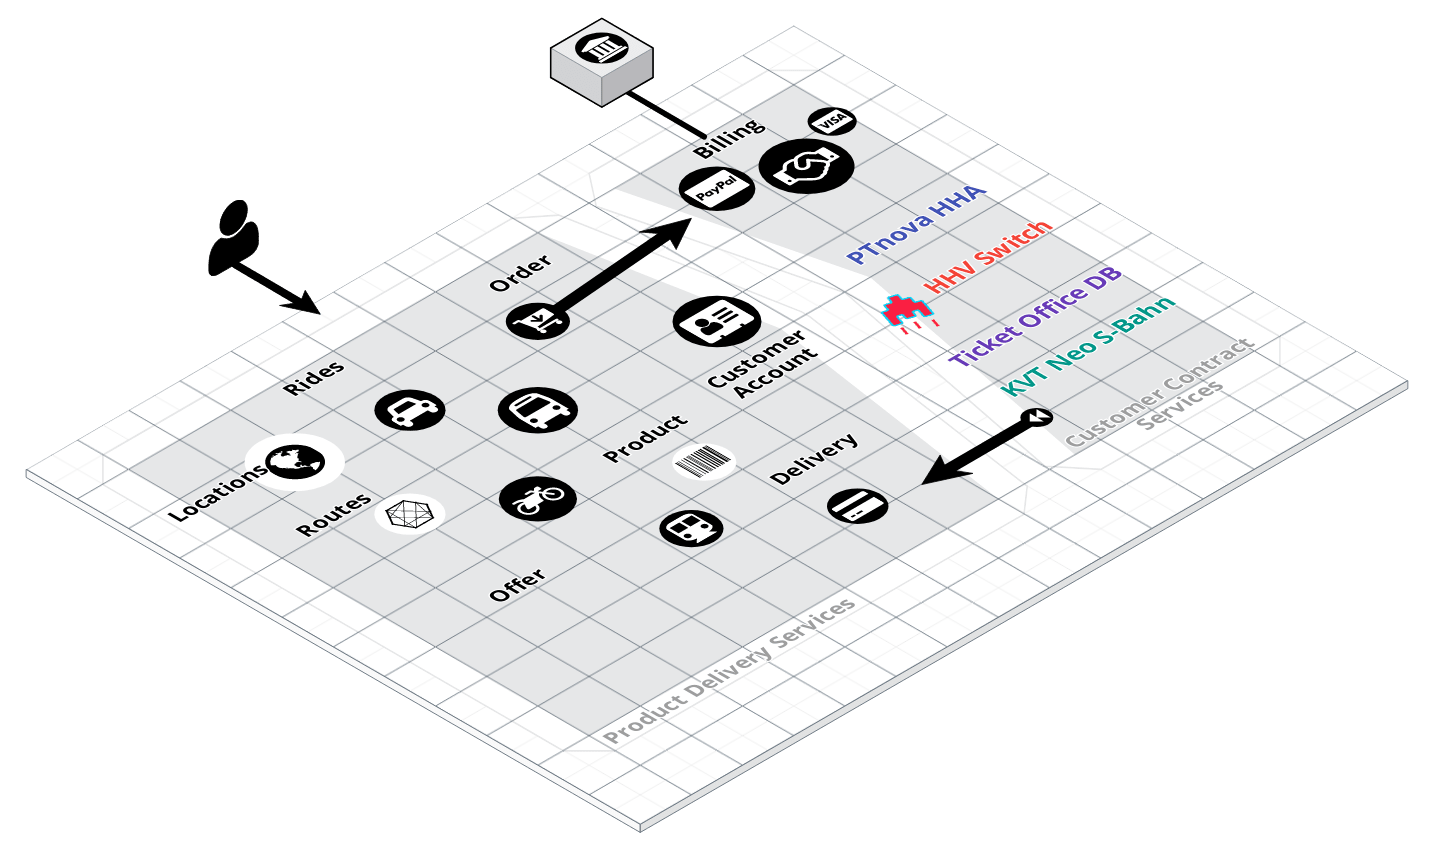 VISA
Billing
PayPal
PTnova HHA
HHV Switch
Order
Ticket Office DB
KVT Neo S-Bahn
Customer
Account
Customer Contract
Services
Rides
Product
Delivery
Locations
Routes
Offer
Product Delivery Services